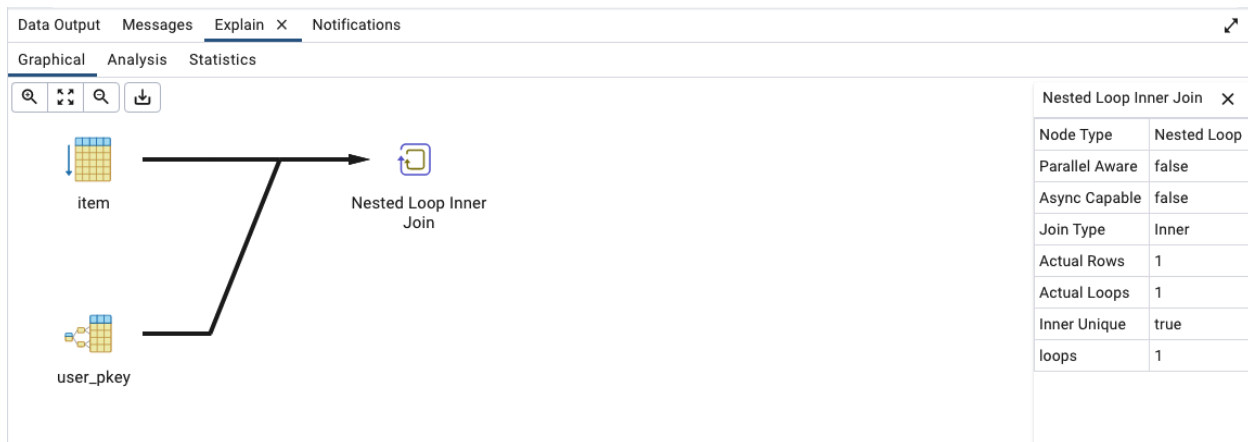 Data Output Messages Explain × Notifications
Graphical Analysis Statistics
Nested Loop Inner Join ×
Node Type Nested Loop
Parallel Aware false
Async Capable false
Join Type Inner
Actual Rows 1
Actual Loops 1
Inner Unique true
loops 1
item
Nested Loop Inner
Join
user_pkey